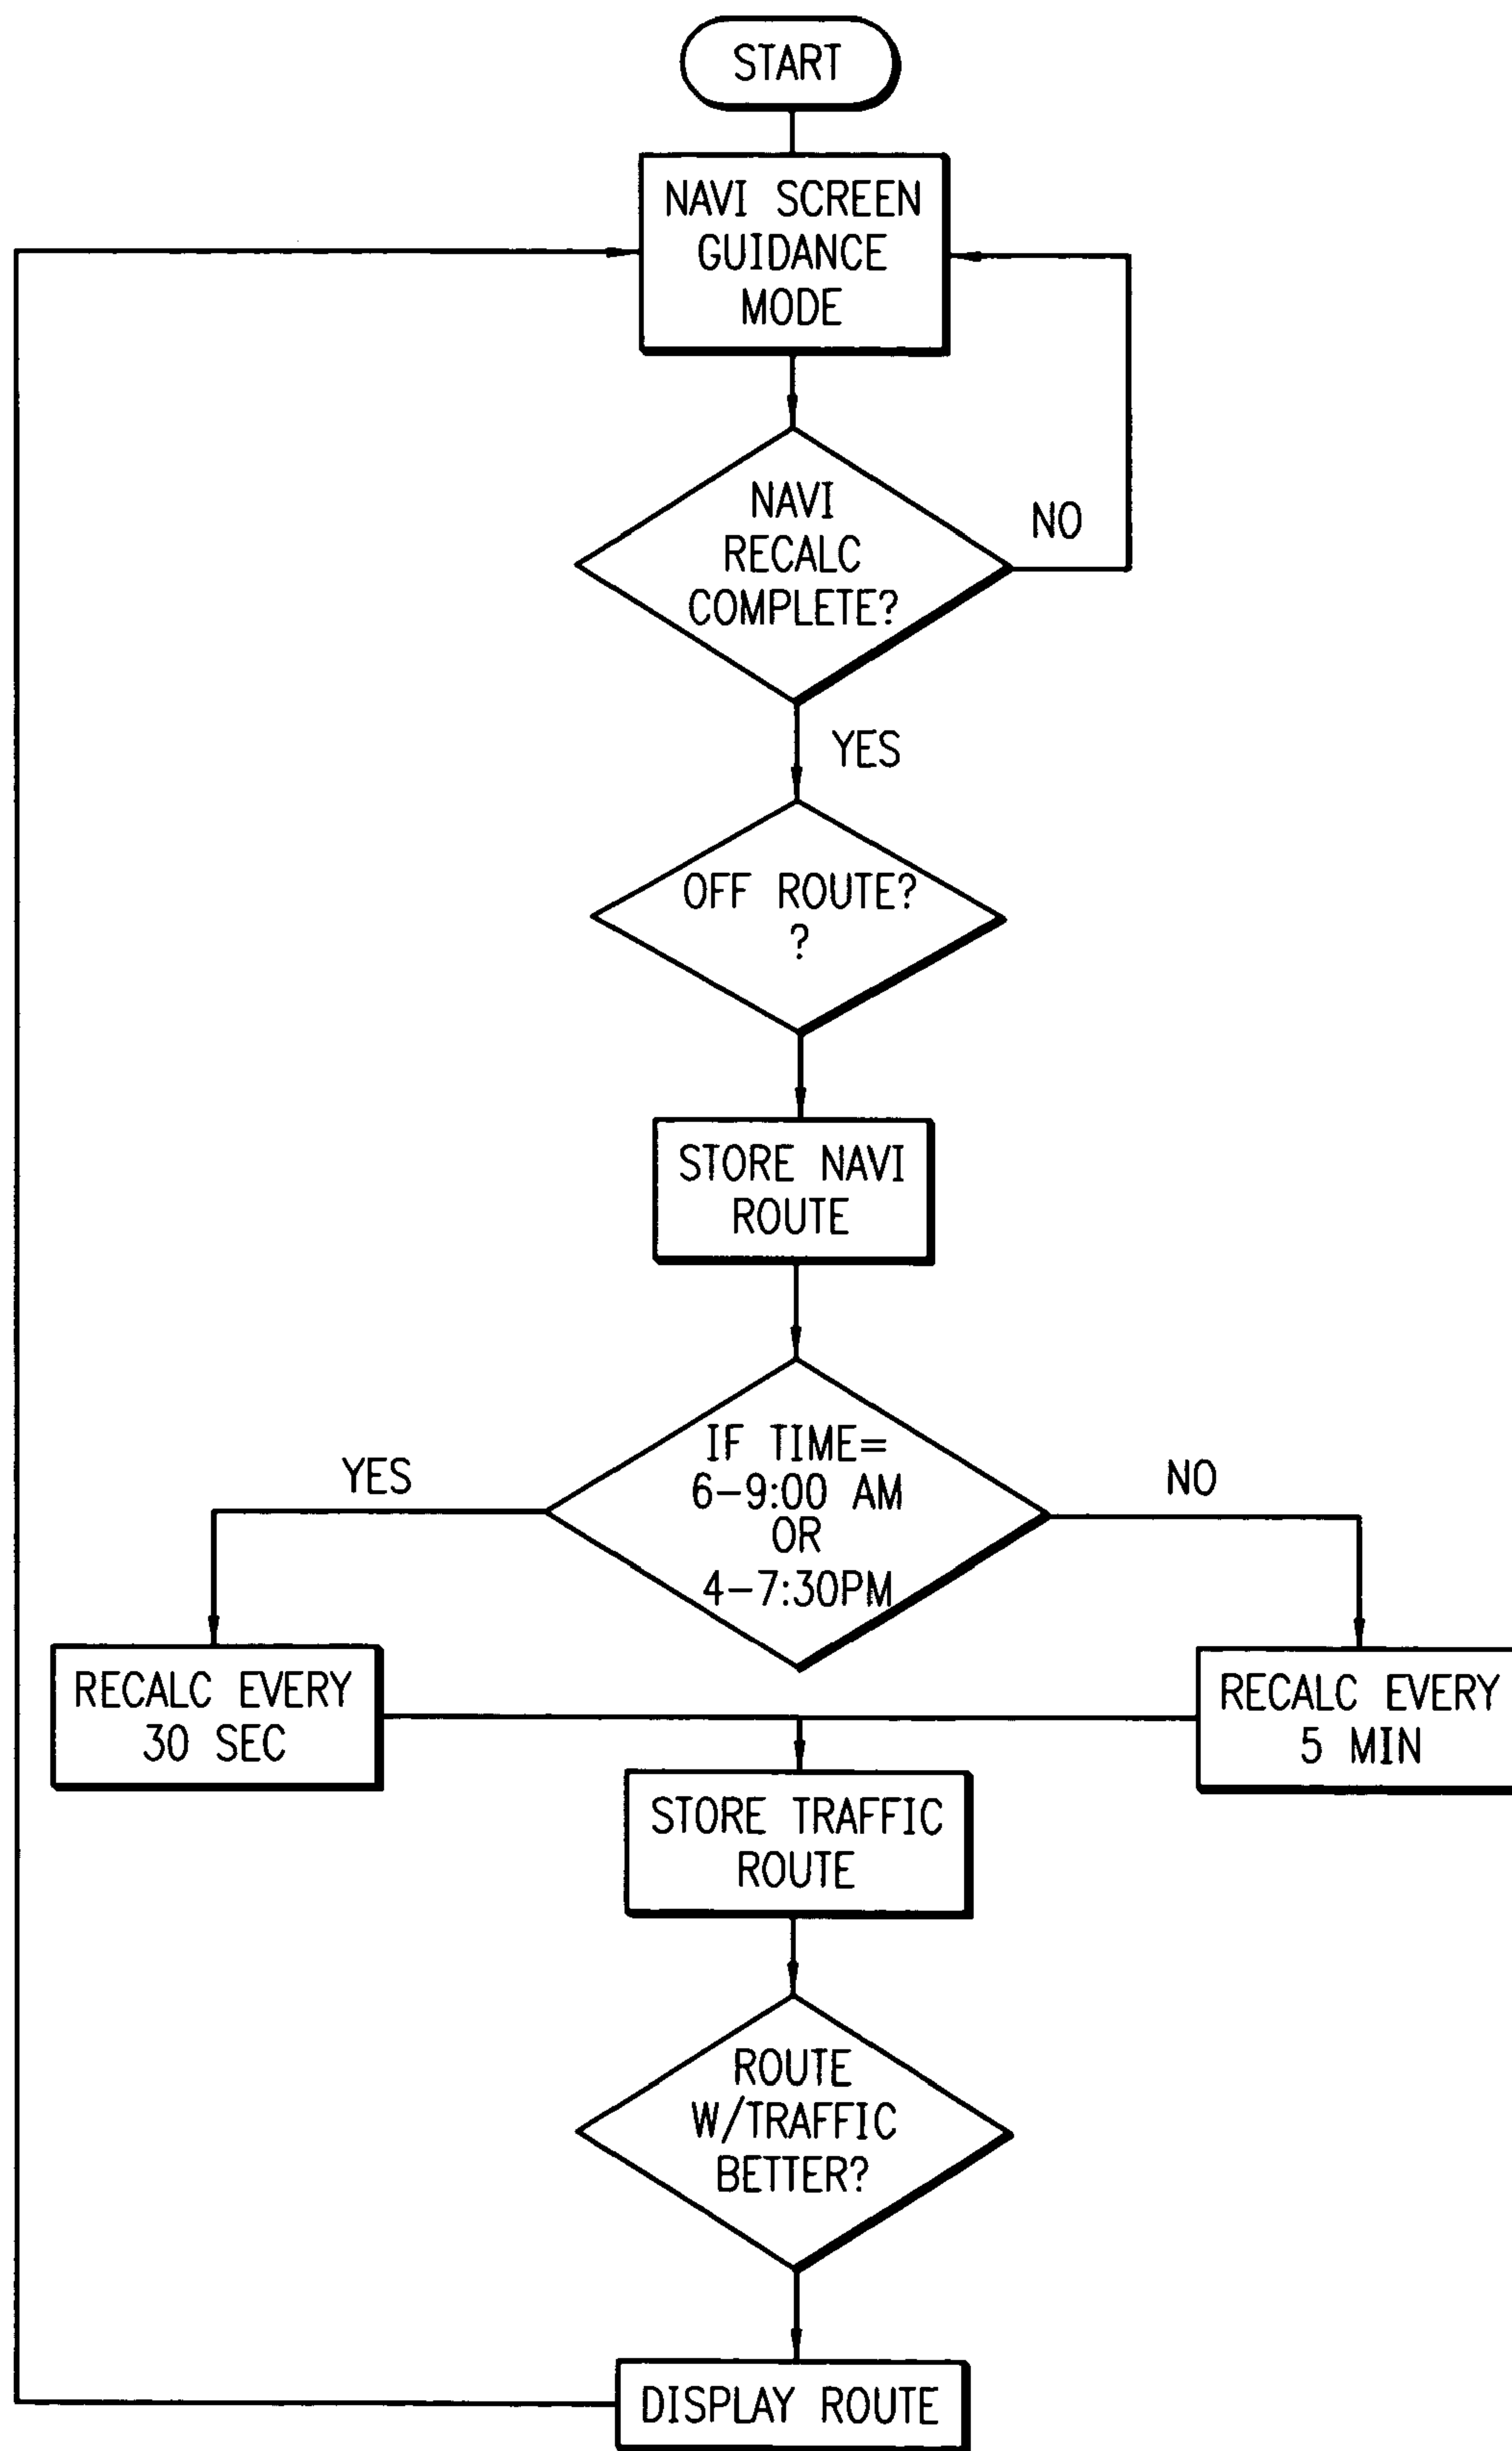 START
NAVI SCREEN
GUIDANCE
MODE
NAVI
RECALC
COMPLETE?
NO
YES
OFF ROUTE?
?
STORE NAVI
ROUTE
IF TIME=
6-9:00 AM
OR
4-7:30PM
YES
NO
RECALC EVERY
30 SEC
RECALC EVERY
5 MIN
STORE TRAFFIC
ROUTE
ROUTE
W/TRAFFIC
BETTER?
DISPLAY ROUTE